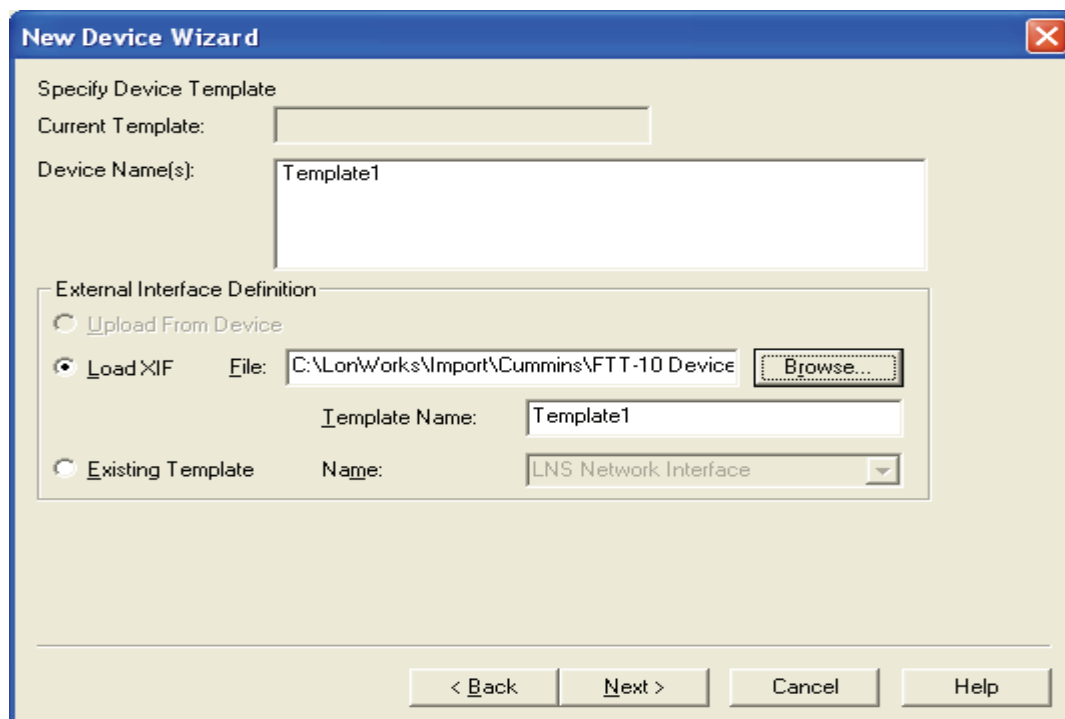 New Device Wizard
Specify Device Template
Current Template:
Device Name(s):
Template1
External Interface Definition
Upload From Device
Load XIF File: C:\LonWorks\Import\Cummins\FTT-10 Device Browse...
Template Name: Template1
Existing Template Name: LNS Network Interface
< Back Next > Cancel Help